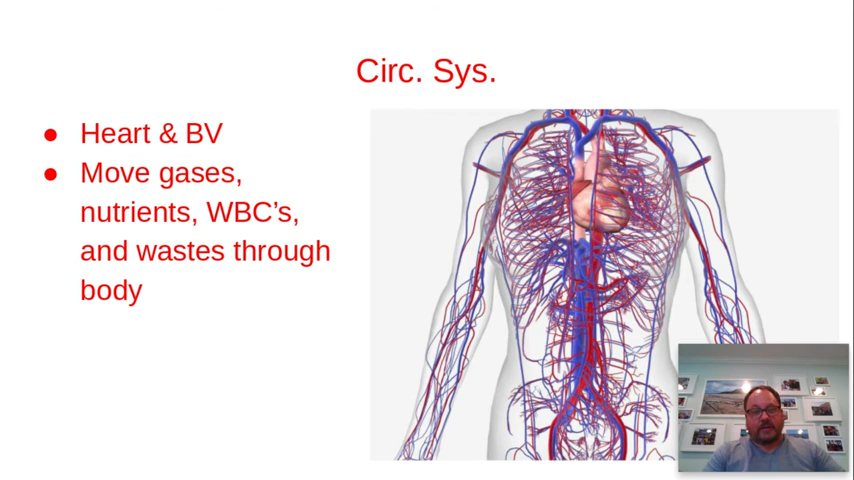 Circ. Sys.
● Heart & BV
● Move gases,
nutrients, WBC’s,
and wastes through
body